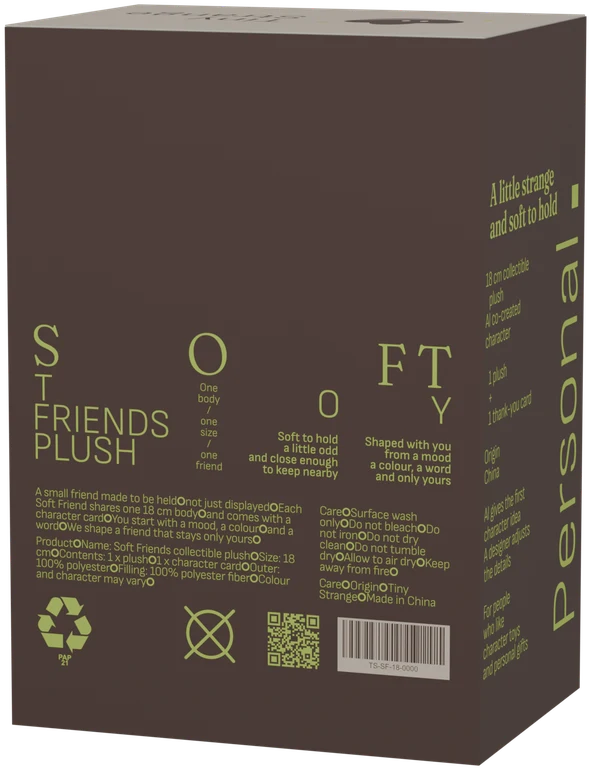 S O FT
T O Y
FRIENDS
PLUSH
One
body
/
one
size
/
one
friend
Soft to hold
a little odd
and close enough
to keep nearby
Shaped with you
from a mood
a colour, a word
and only yours
A small friend made to be heldOnot just displayedOEach
Soft Friend shares one 18 cm bodyOand comes with a
character cardOYou start with a mood, a colourOand a
wordOWe shape a friend that stays only yoursO
ProductOName: Soft Friends collectible plushOSize: 18
cmOContents: 1 x plushO1 x character cardOOuter:
100% polyesterOFilling: 100% polyester fiberOColour
and character may varyO
CareOSurface wash
onlyODo not bleachODo
not ironODo not dry
cleanODo not tumble
dryOAllow to air dryOKeep
away from fireO
CareOOriginOTiny
StrangeOMade in China
PAP
21
TS-SF-18-0000
A little strange
and soft to hold
18 cm collectible
plush
AI co-created
character
1 plush
+
1 thank-you card
Origin
China
AI gives the first
character idea
A designer adjusts
the details
For people
who like
character toys
and personal gifts
Personal.